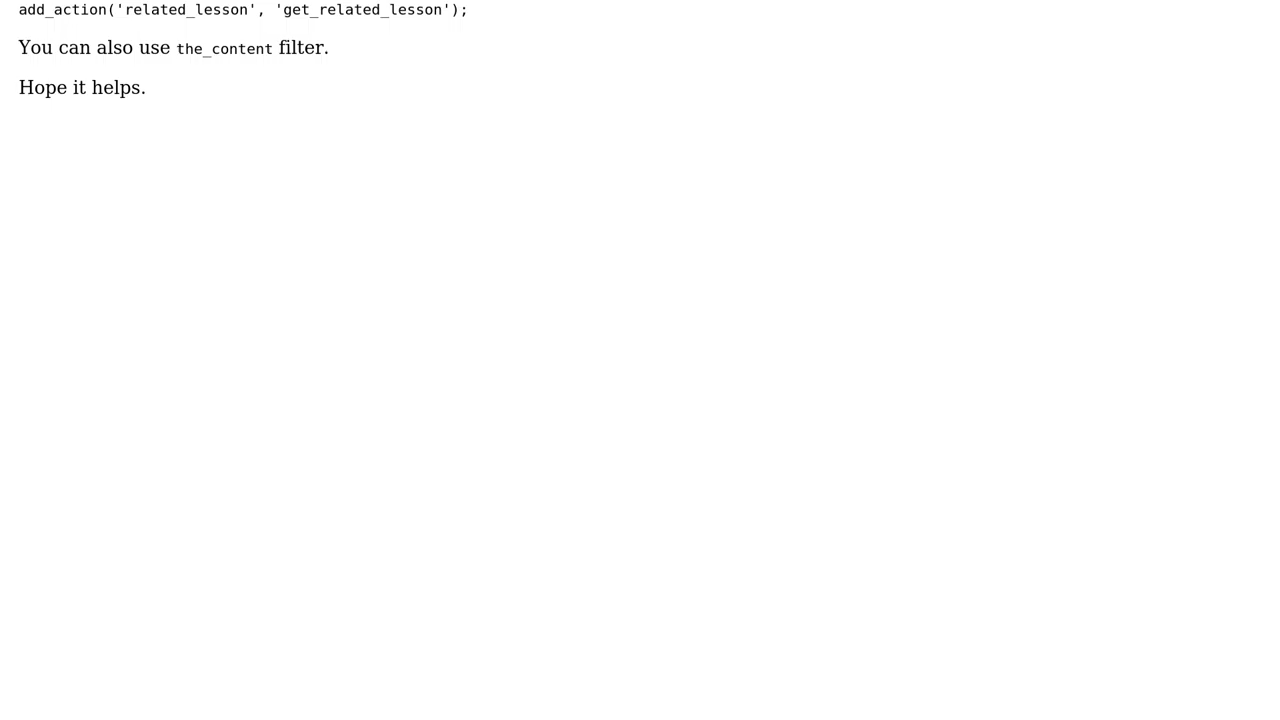 add_action('related_lesson', 'get_related_lesson');
You can also use the_content filter.
Hope it helps.